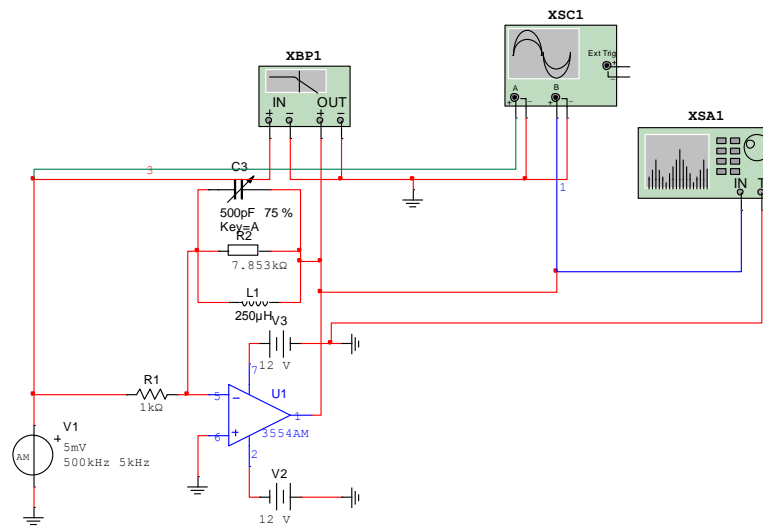 XSC1
Ext Trig
+
−
A
B
+ − + −
XBP1
IN OUT
+ − + −
XSA1
IN T
3
1
C3
500pF 75 %
Key=A
R2
7.853kΩ
L1
250µH
V3
12 V
7
R1
1kΩ
5
U1
1
3554AM
6
2
V1
+
AM
5mV
500kHz 5kHz
V2
12 V